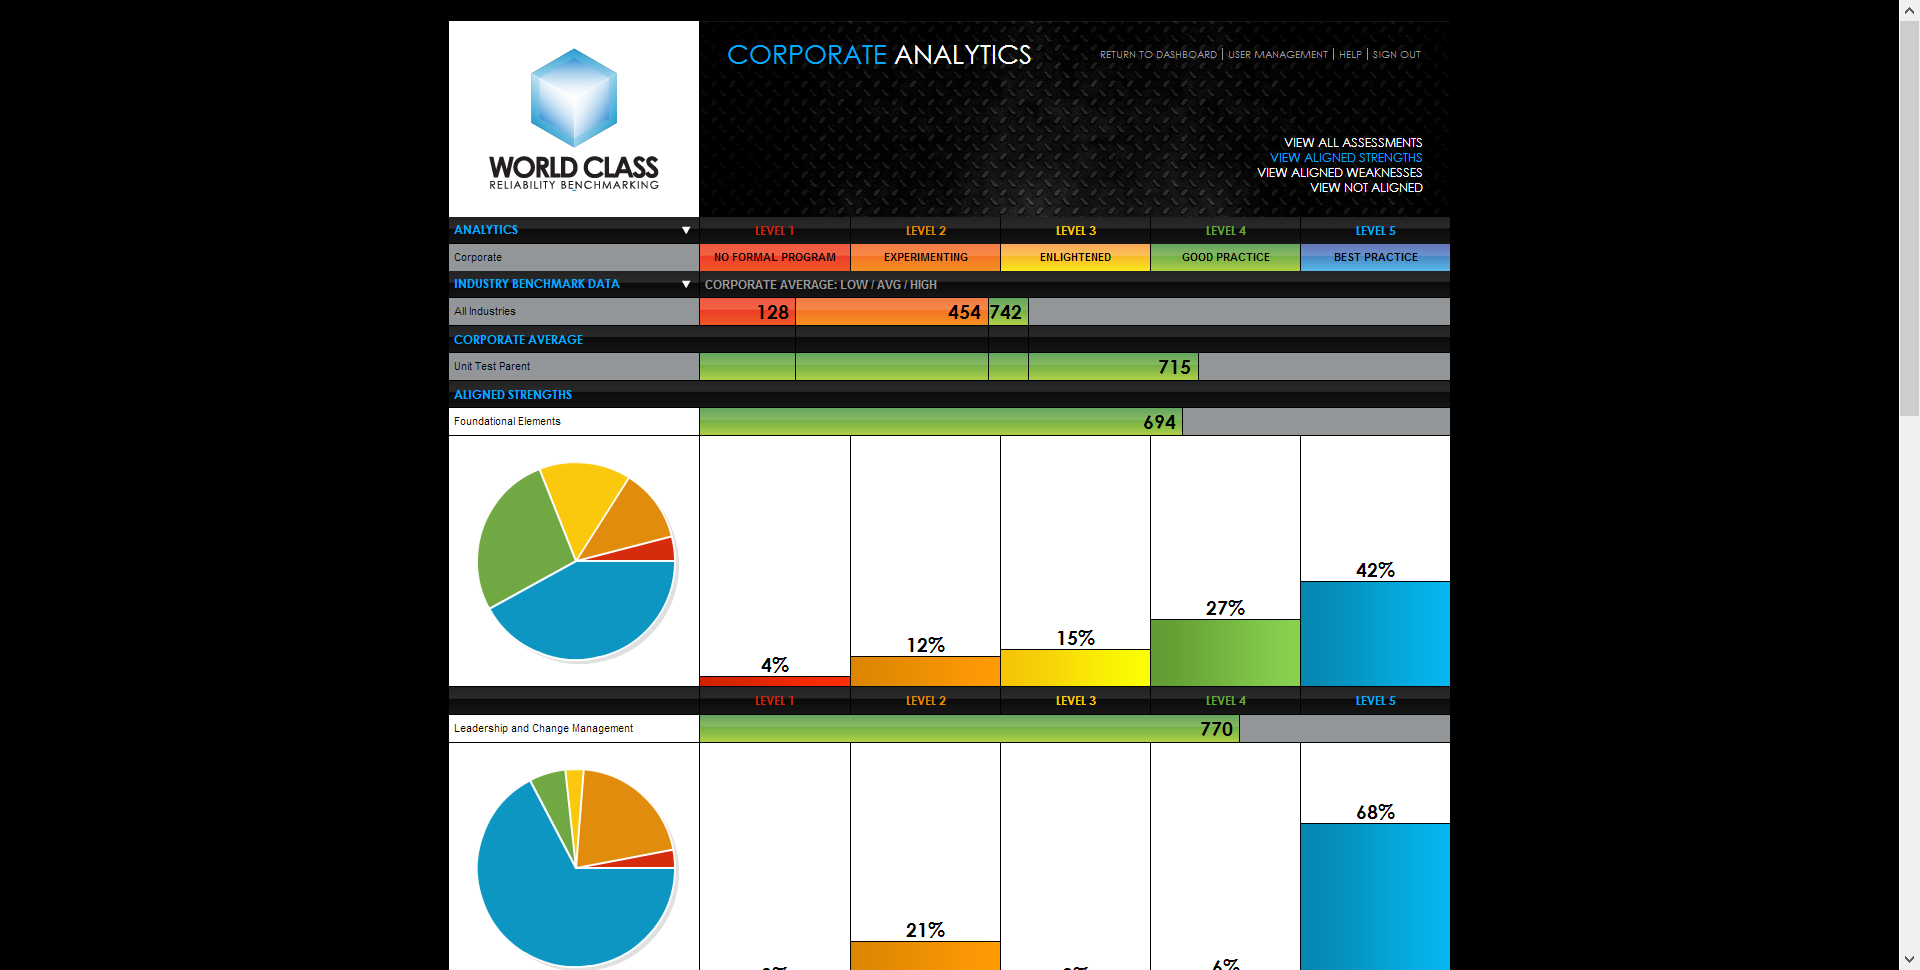 CORPORATE ANALYTICS
RETURN TO DASHBOARD | USER MANAGEMENT | HELP | SIGN OUT
WORLD CLASS
RELIABILITY BENCHMARKING
VIEW ALL ASSESSMENTS
VIEW ALIGNED STRENGTHS
VIEW ALIGNED WEAKNESSES
VIEW NOT ALIGNED
ANALYTICS ▼ LEVEL 1 LEVEL 2 LEVEL 3 LEVEL 4 LEVEL 5
Corporate NO FORMAL PROGRAM EXPERIMENTING ENLIGHTENED GOOD PRACTICE BEST PRACTICE
INDUSTRY BENCHMARK DATA ▼ CORPORATE AVERAGE: LOW / AVG / HIGH
All Industries 128 454 742
CORPORATE AVERAGE
Unit Test Parent 715
ALIGNED STRENGTHS
Foundational Elements 694
4% 12% 15% 27% 42%
LEVEL 1 LEVEL 2 LEVEL 3 LEVEL 4 LEVEL 5
Leadership and Change Management 770
21% 6% 68%